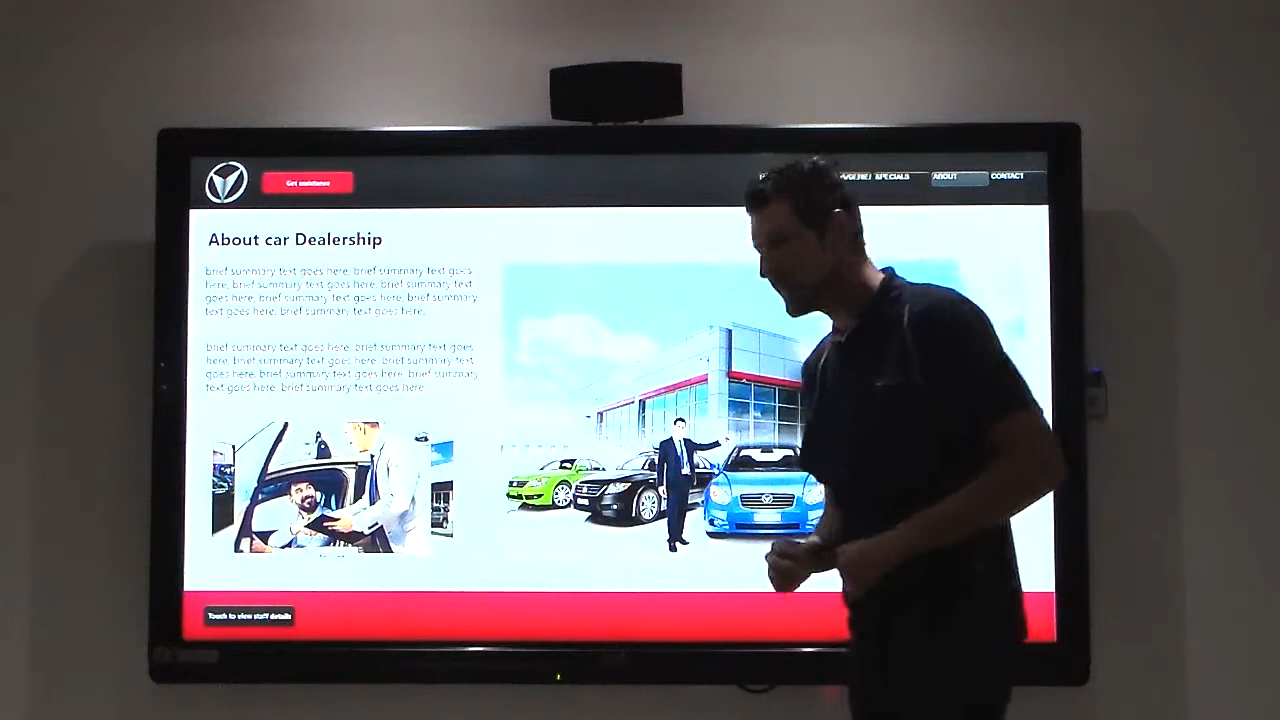 Get assistance
SPECIALS
ABOUT
CONTACT
About car Dealership
brief summary text goes here, brief summary text goes
here, brief summary text goes here, brief summary text
goes here, brief summary text goes here, brief summary
text goes here, brief summary text goes here.
brief summary text goes here, brief summary text goes
here, brief summary text goes here, brief summary text
goes here, brief summary text goes here, brief summary
text goes here, brief summary text goes here
Touch to view staff details